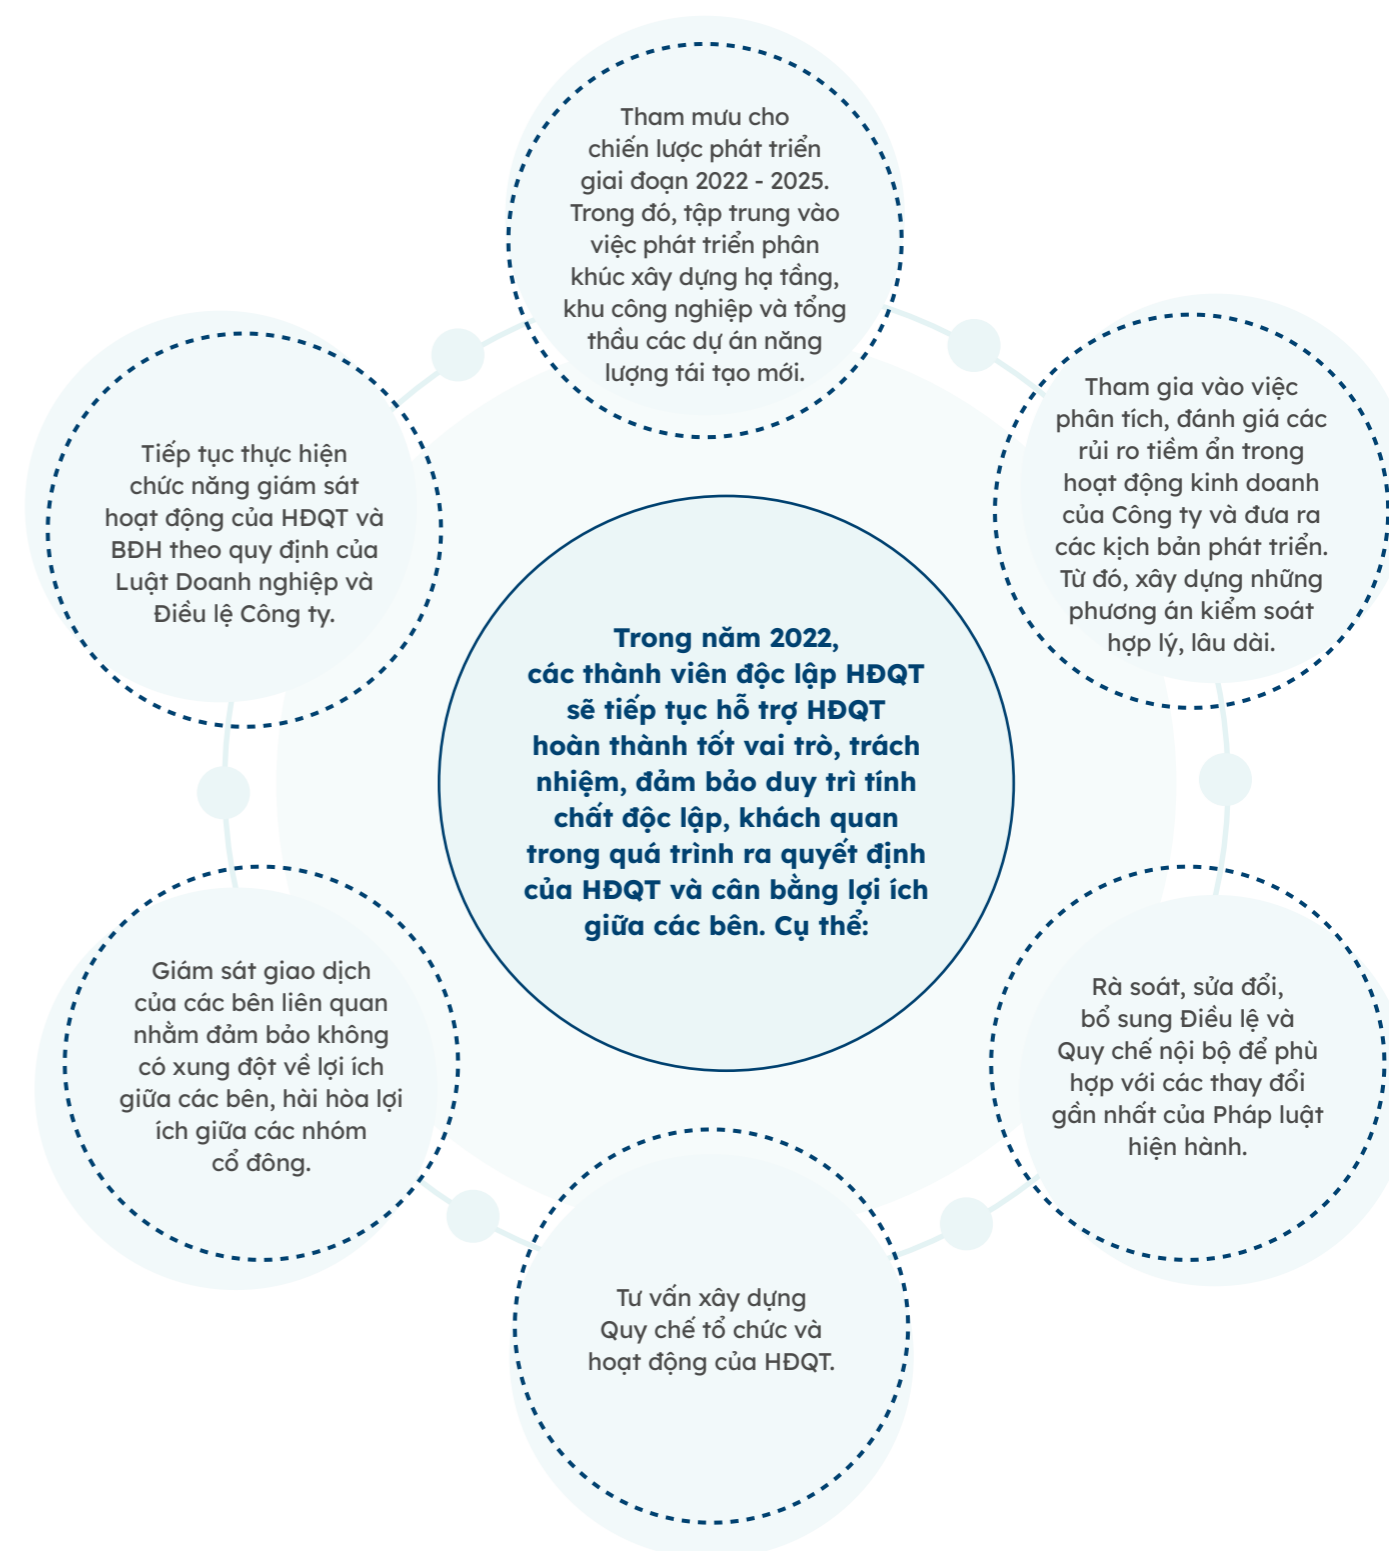 Tham mưu cho
chiến lược phát triển
giai đoạn 2022 - 2025.
Trong đó, tập trung vào
việc phát triển phân
khúc xây dựng hạ tầng,
khu công nghiệp và tổng
thầu các dự án năng
lượng tái tạo mới.
Tham gia vào việc
phân tích, đánh giá các
rủi ro tiềm ẩn trong
hoạt động kinh doanh
của Công ty và đưa ra
các kịch bản phát triển.
Từ đó, xây dựng những
phương án kiểm soát
hợp lý, lâu dài.
Tiếp tục thực hiện
chức năng giám sát
hoạt động của HĐQT và
BĐH theo quy định của
Luật Doanh nghiệp và
Điều lệ Công ty.
Trong năm 2022,
các thành viên độc lập HĐQT
sẽ tiếp tục hỗ trợ HĐQT
hoàn thành tốt vai trò, trách
nhiệm, đảm bảo duy trì tính
chất độc lập, khách quan
trong quá trình ra quyết định
của HĐQT và cân bằng lợi ích
giữa các bên. Cụ thể:
Giám sát giao dịch
của các bên liên quan
nhằm đảm bảo không
có xung đột về lợi ích
giữa các bên, hài hòa lợi
ích giữa các nhóm
cổ đông.
Rà soát, sửa đổi,
bổ sung Điều lệ và
Quy chế nội bộ để phù
hợp với các thay đổi
gần nhất của Pháp luật
hiện hành.
Tư vấn xây dựng
Quy chế tổ chức và
hoạt động của HĐQT.